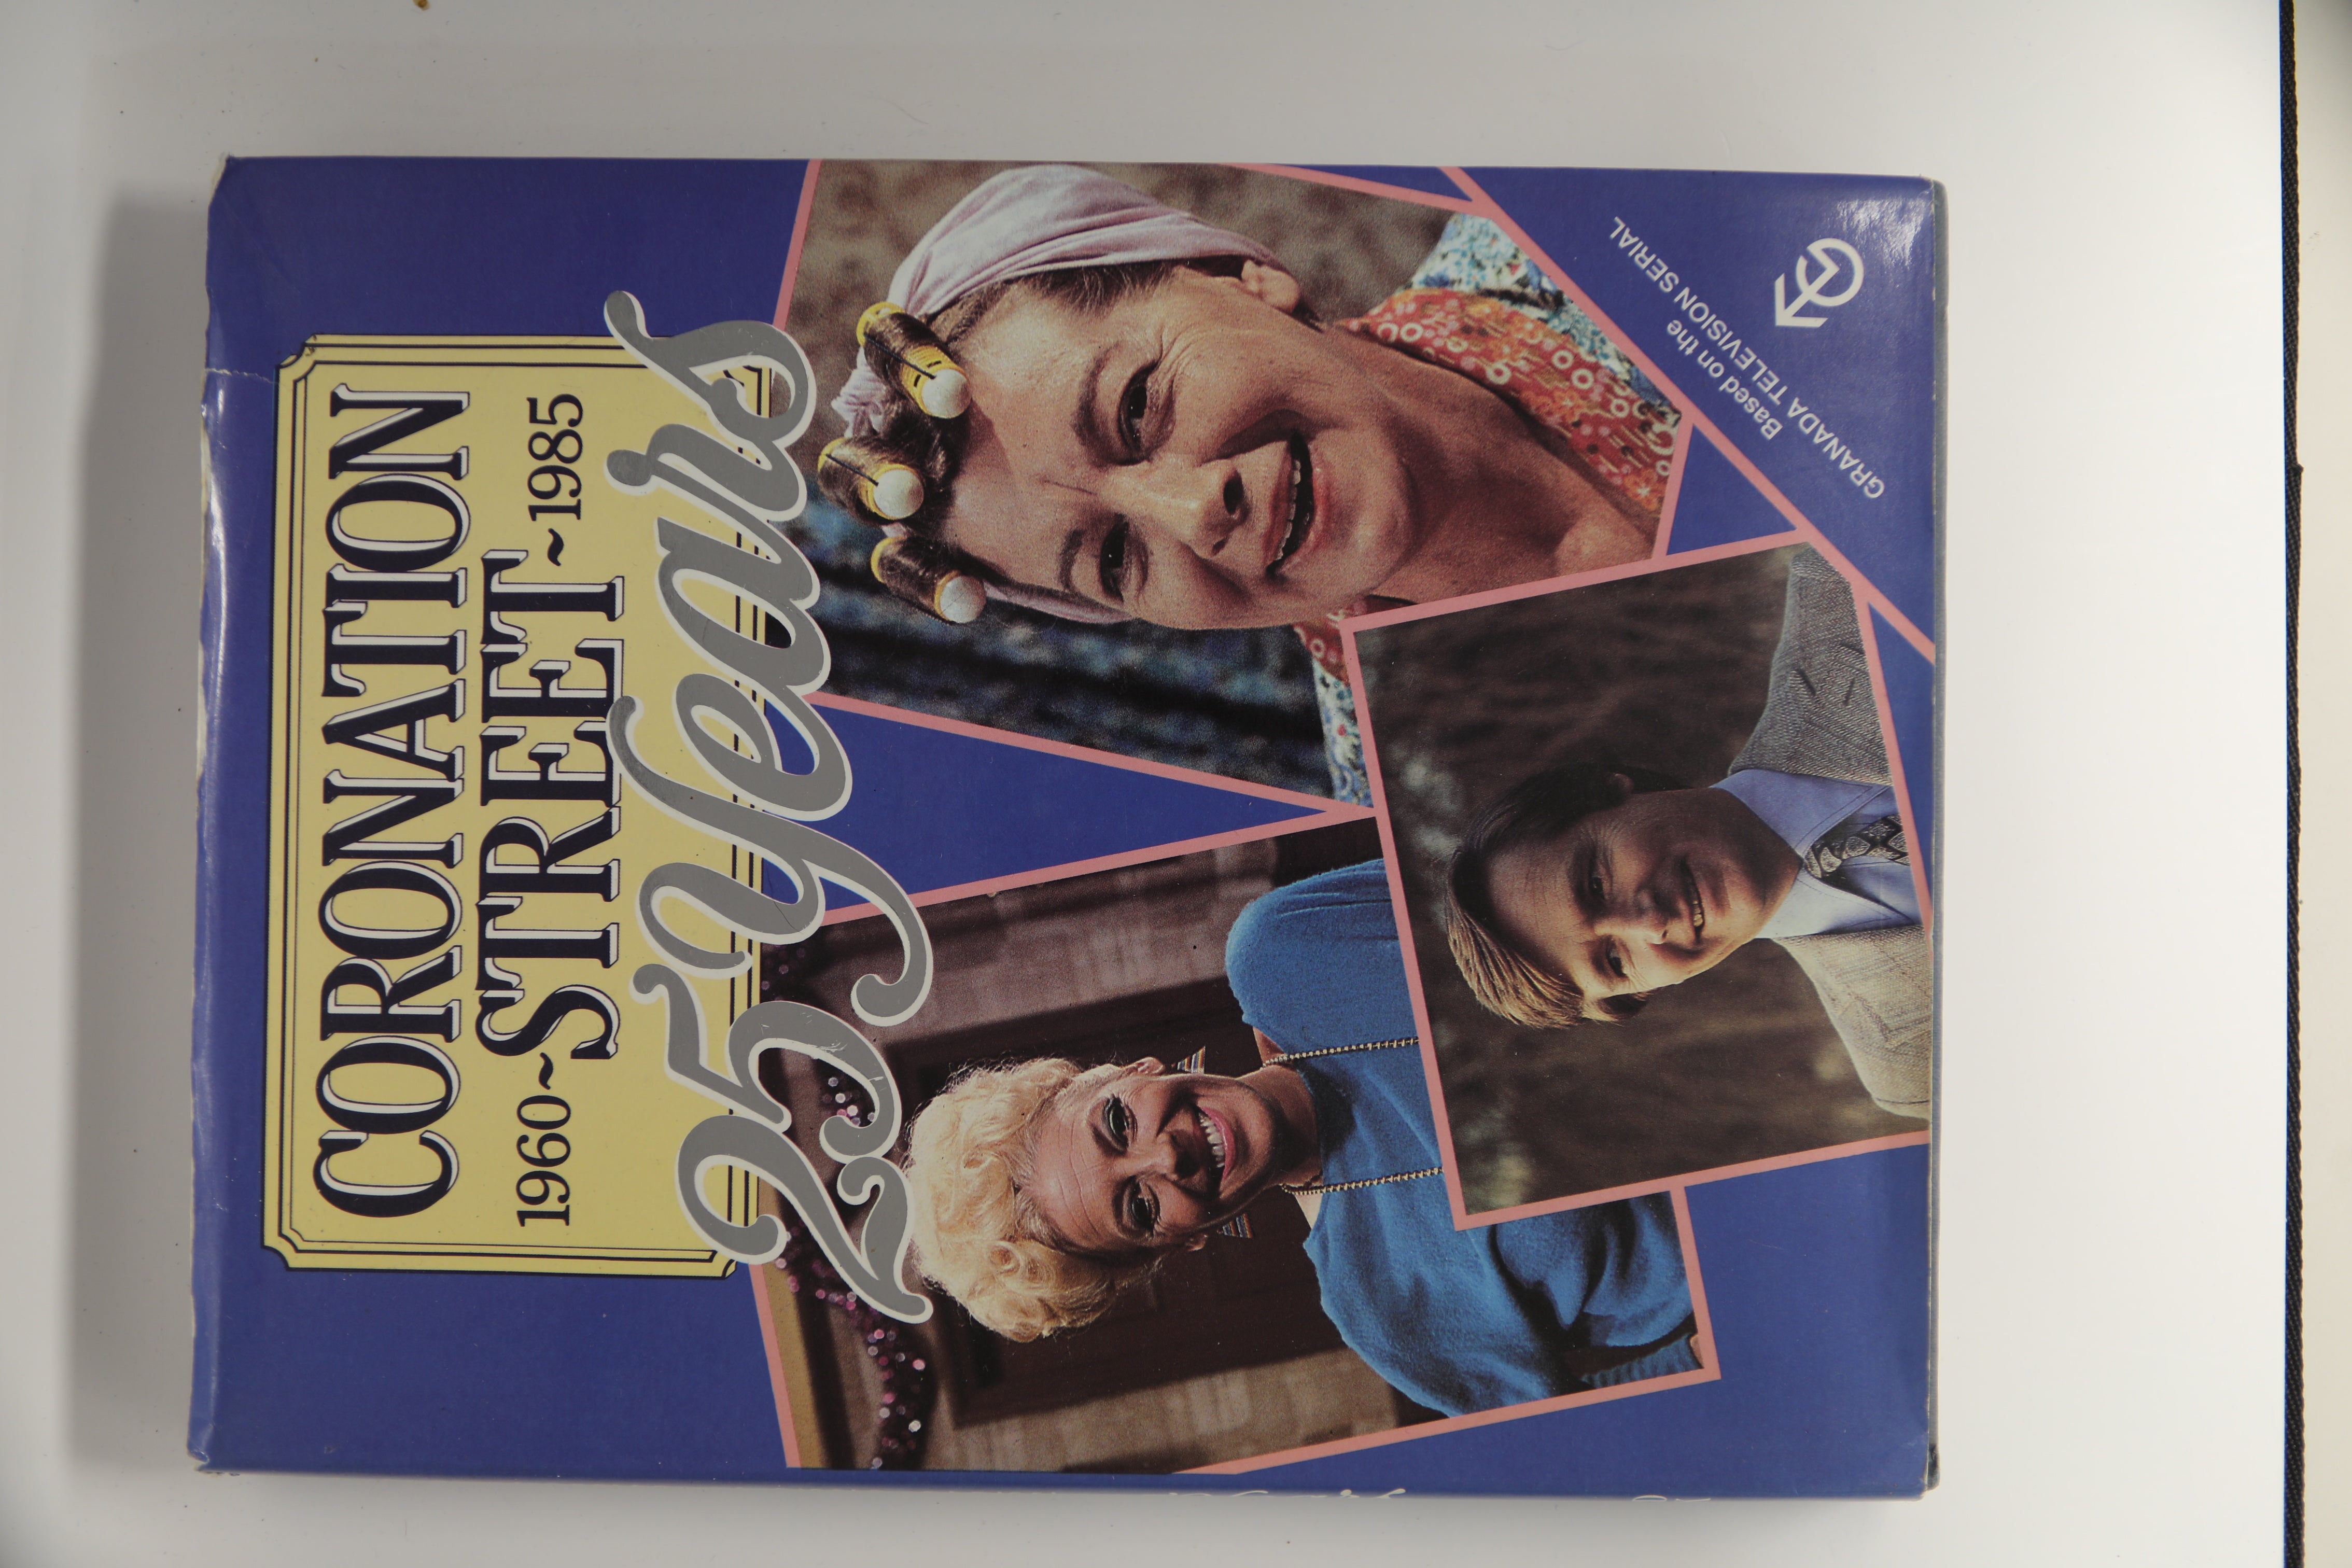 CORONATION
1960~STREET~1985
25 years
Based on the
GRANADA TELEVISION SERIAL